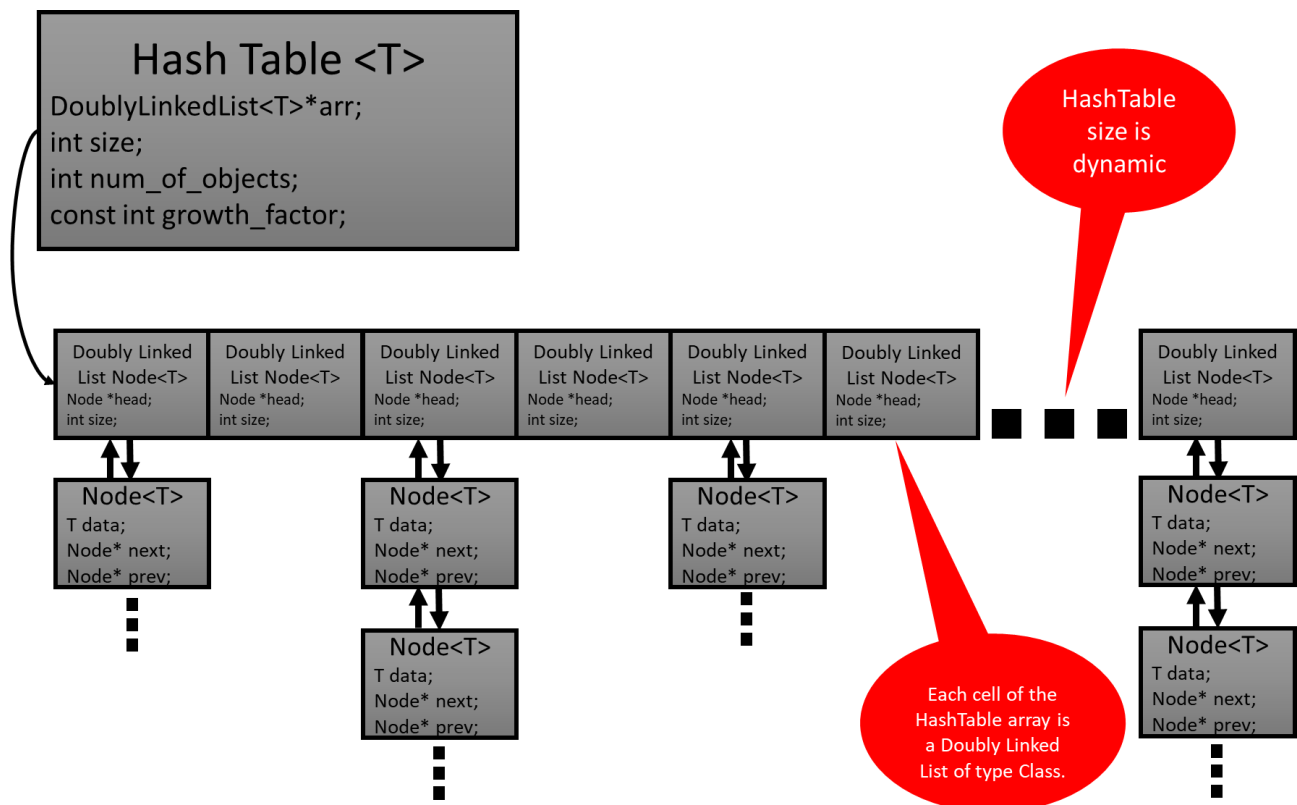 Hash Table <T>
DoublyLinkedList<T>*arr;
int size;
int num_of_objects;
const int growth_factor;
HashTable
size is
dynamic
Doubly Linked
List Node<T>
Node *head;
int size;
Doubly Linked
List Node<T>
Node *head;
int size;
Doubly Linked
List Node<T>
Node *head;
int size;
Doubly Linked
List Node<T>
Node *head;
int size;
Doubly Linked
List Node<T>
Node *head;
int size;
Doubly Linked
List Node<T>
Node *head;
int size;
Doubly Linked
List Node<T>
Node *head;
int size;
Node<T>
T data;
Node* next;
Node* prev;
Node<T>
T data;
Node* next;
Node* prev;
Node<T>
T data;
Node* next;
Node* prev;
Node<T>
T data;
Node* next;
Node* prev;
Node<T>
T data;
Node* next;
Node* prev;
Each cell of the
HashTable array is
a Doubly Linked
List of type Class.
Node<T>
T data;
Node* next;
Node* prev;